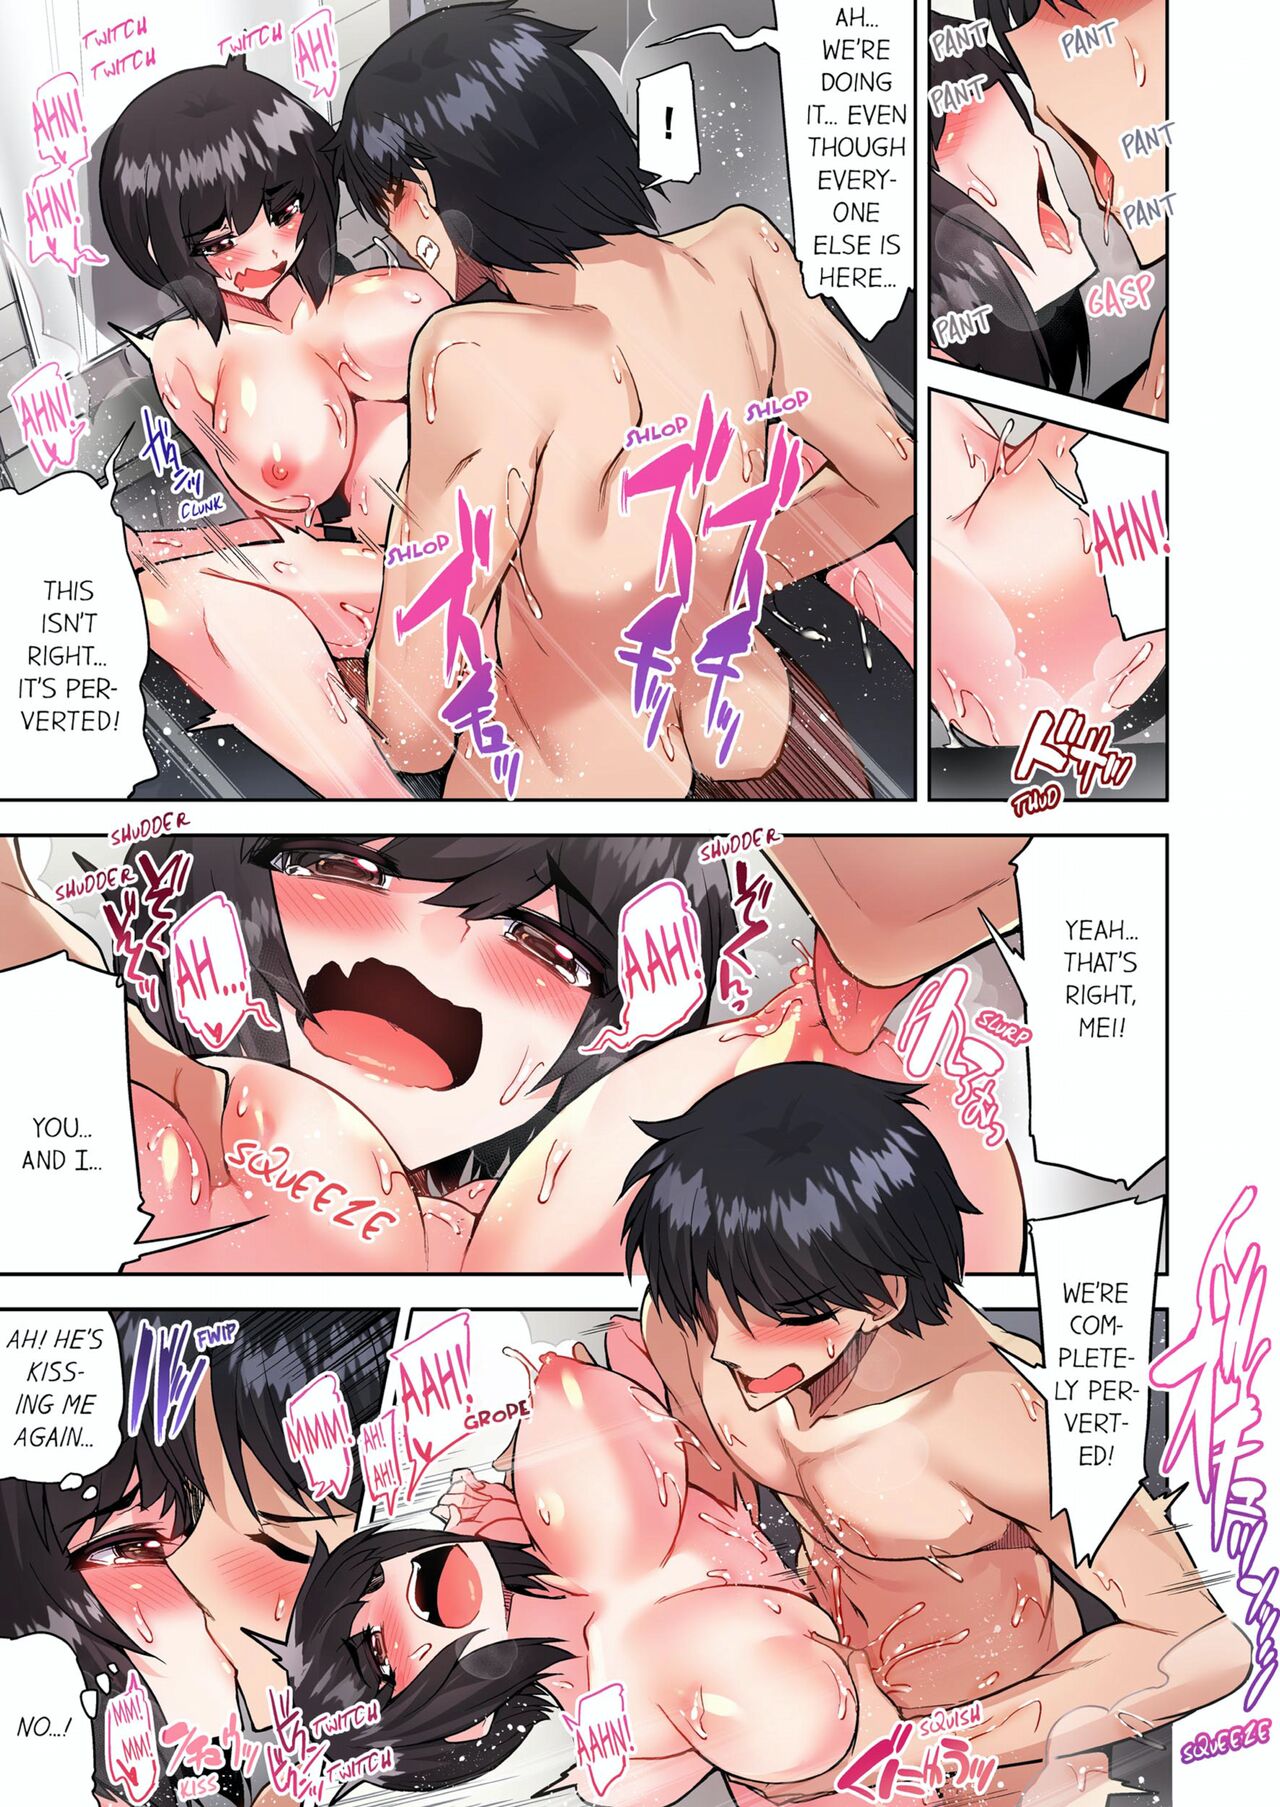 PANT
PANT
PANT
PANT
PANT
PANT
PANT
GASP
AHN!
ドサッ
THUD
AH...
WE'RE
DOING
IT... EVEN
THOUGH
EVERY-
ONE
ELSE IS
HERE...
!
TWITCH
TWITCH
TWITCH
AH!
AHN!
AHN!
AHN!
CLUNK
SHLOP
SHLOP
SHLOP
THIS
ISN'T
RIGHT...
IT'S PER-
VERTED!
YEAH...
THAT'S
RIGHT,
MEI!
SLURP
SHUDDER
SHUDDER
SHUDDER
AAH!
AH...
SQUEEZE
YOU...
AND I...
WE'RE
COM-
PLETE-
LY PER-
VERT-
ED!
SQUEEZE
AAH!
GROPE
AH!
AH!
MMM!
TWITCH
TWITCH
AAHN!
SQUISH
FWIP
AH! HE'S
KISS-
ING ME
AGAIN...
NO...!
MM!
MM!
KISS